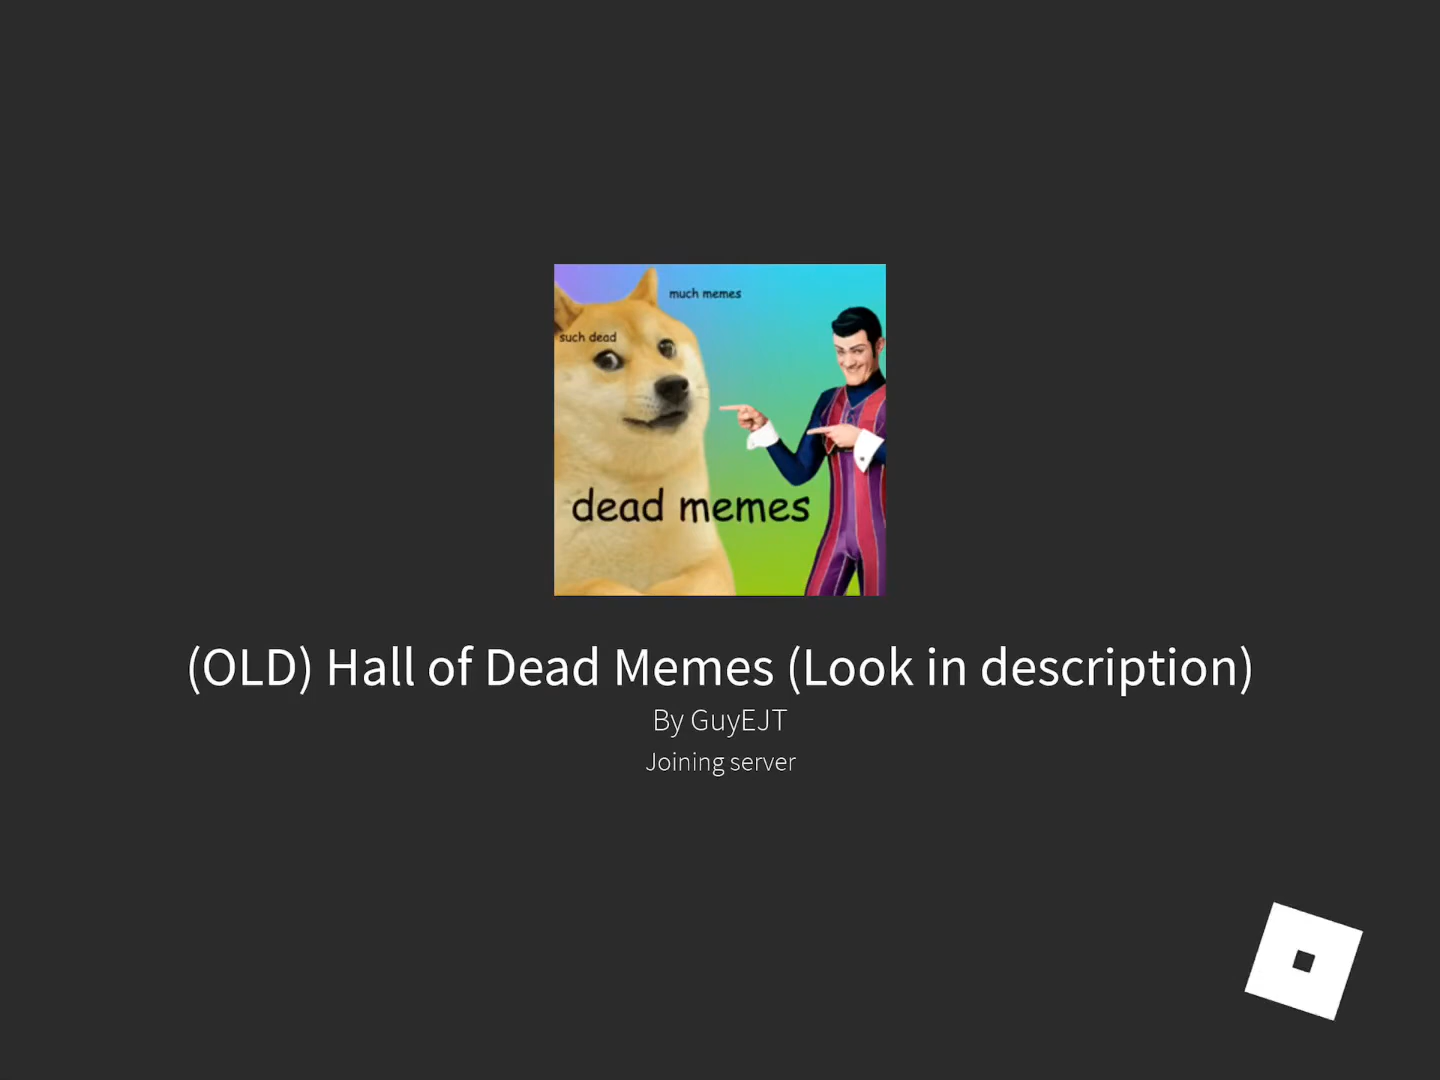 much memes
such dead
dead memes
(OLD) Hall of Dead Memes (Look in description)
By GuyEJT
Joining server